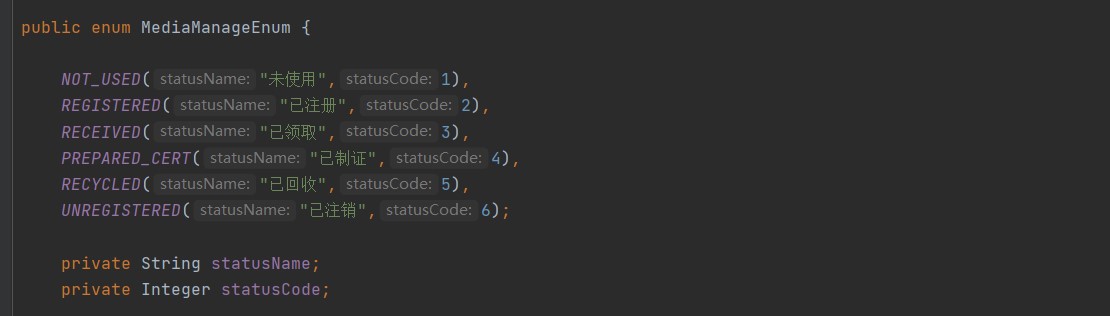 public enum MediaManageEnum {
NOT_USED( statusName: "未使用", statusCode: 1),
REGISTERED( statusName: "已注册", statusCode: 2),
RECEIVED( statusName: "已领取", statusCode: 3),
PREPARED_CERT( statusName: "已制证", statusCode: 4),
RECYCLED( statusName: "已回收", statusCode: 5),
UNREGISTERED( statusName: "已注销", statusCode: 6);
private String statusName;
private Integer statusCode;